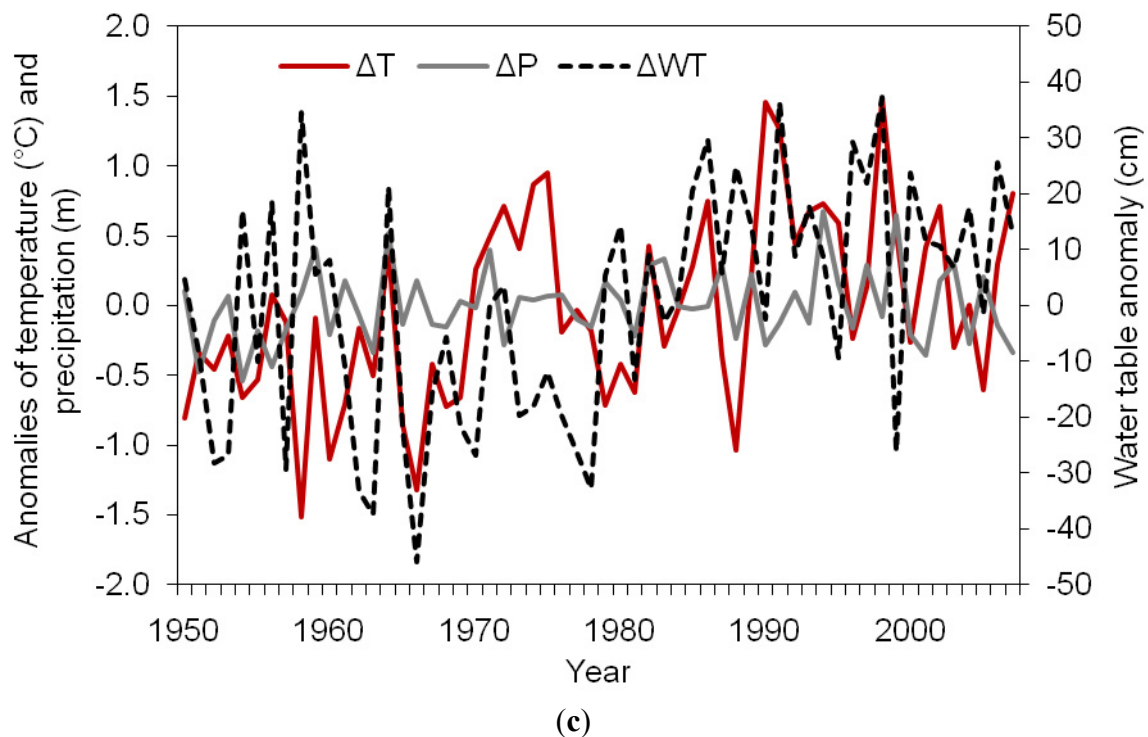 Anomalies of temperature (°C) and
precipitation (m)
2.0
1.5
1.0
0.5
0.0
-0.5
-1.0
-1.5
-2.0
ΔT ΔP ΔWT
50
40
30
20
10
0
-10
-20
-30
-40
-50
Water table anomaly (cm)
1950 1960 1970 1980 1990 2000
Year
(c)